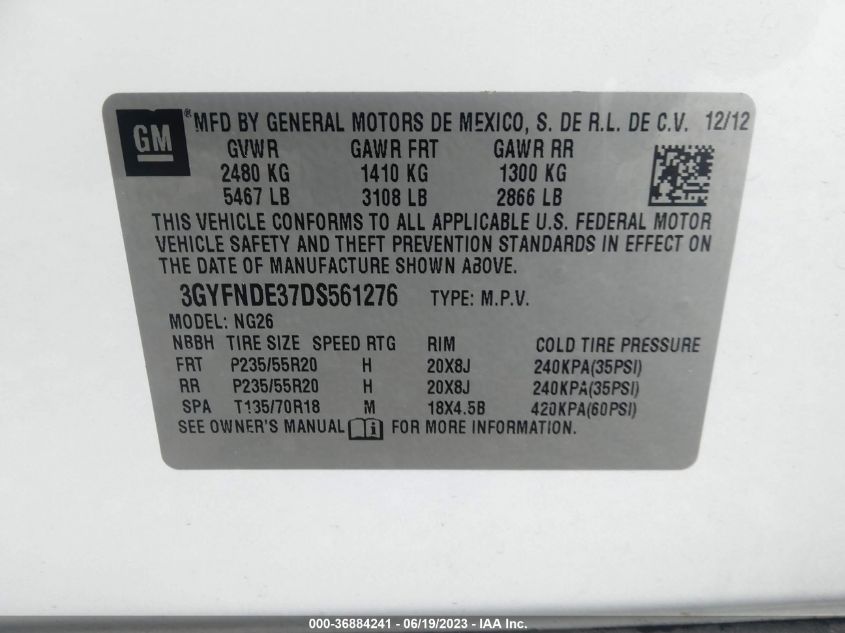 GM® MFD BY GENERAL MOTORS DE MEXICO, S. DE R.L. DE C.V. 12/12
GVWR GAWR FRT GAWR RR
2480 KG 1410 KG 1300 KG
5467 LB 3108 LB 2866 LB
THIS VEHICLE CONFORMS TO ALL APPLICABLE U.S. FEDERAL MOTOR
VEHICLE SAFETY AND THEFT PREVENTION STANDARDS IN EFFECT ON
THE DATE OF MANUFACTURE SHOWN ABOVE.
3GYFNDE37DS561276 TYPE: M.P.V.
MODEL: NG26
NBBH TIRE SIZE SPEED RTG RIM COLD TIRE PRESSURE
FRT P235/55R20 H 20X8J 240KPA(35PSI)
RR P235/55R20 H 20X8J 240KPA(35PSI)
SPA T135/70R18 M 18X4.5B 420KPA(60PSI)
SEE OWNER'S MANUAL i FOR MORE INFORMATION.
000-36884241 - 06/19/2023 - IAA Inc.